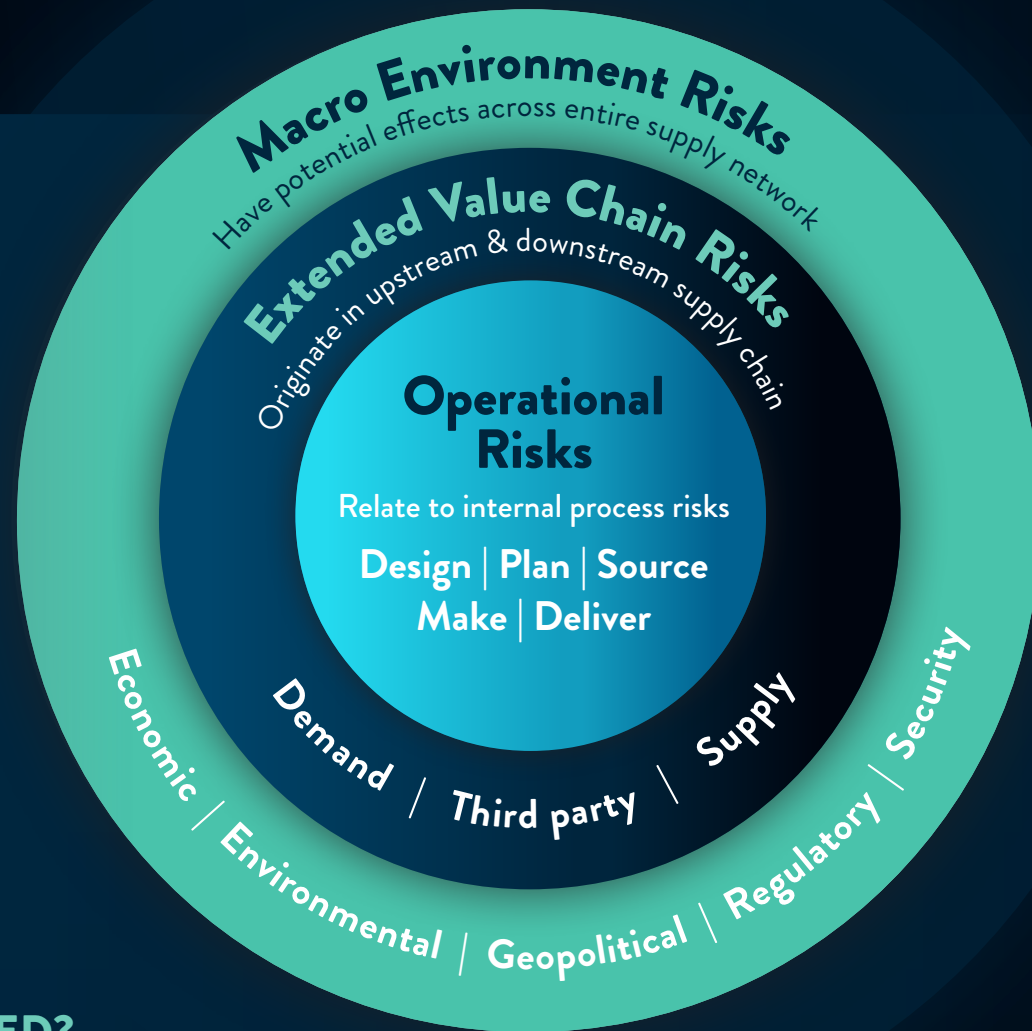 Macro Environment Risks
Have potential effects across entire supply network
Extended Value Chain Risks
Originate in upstream & downstream supply chain
Operational
Risks
Relate to internal process risks
Design | Plan | Source
Make | Deliver
Demand | Third party | Supply
Economic | Environmental | Geopolitical | Regulatory | Security